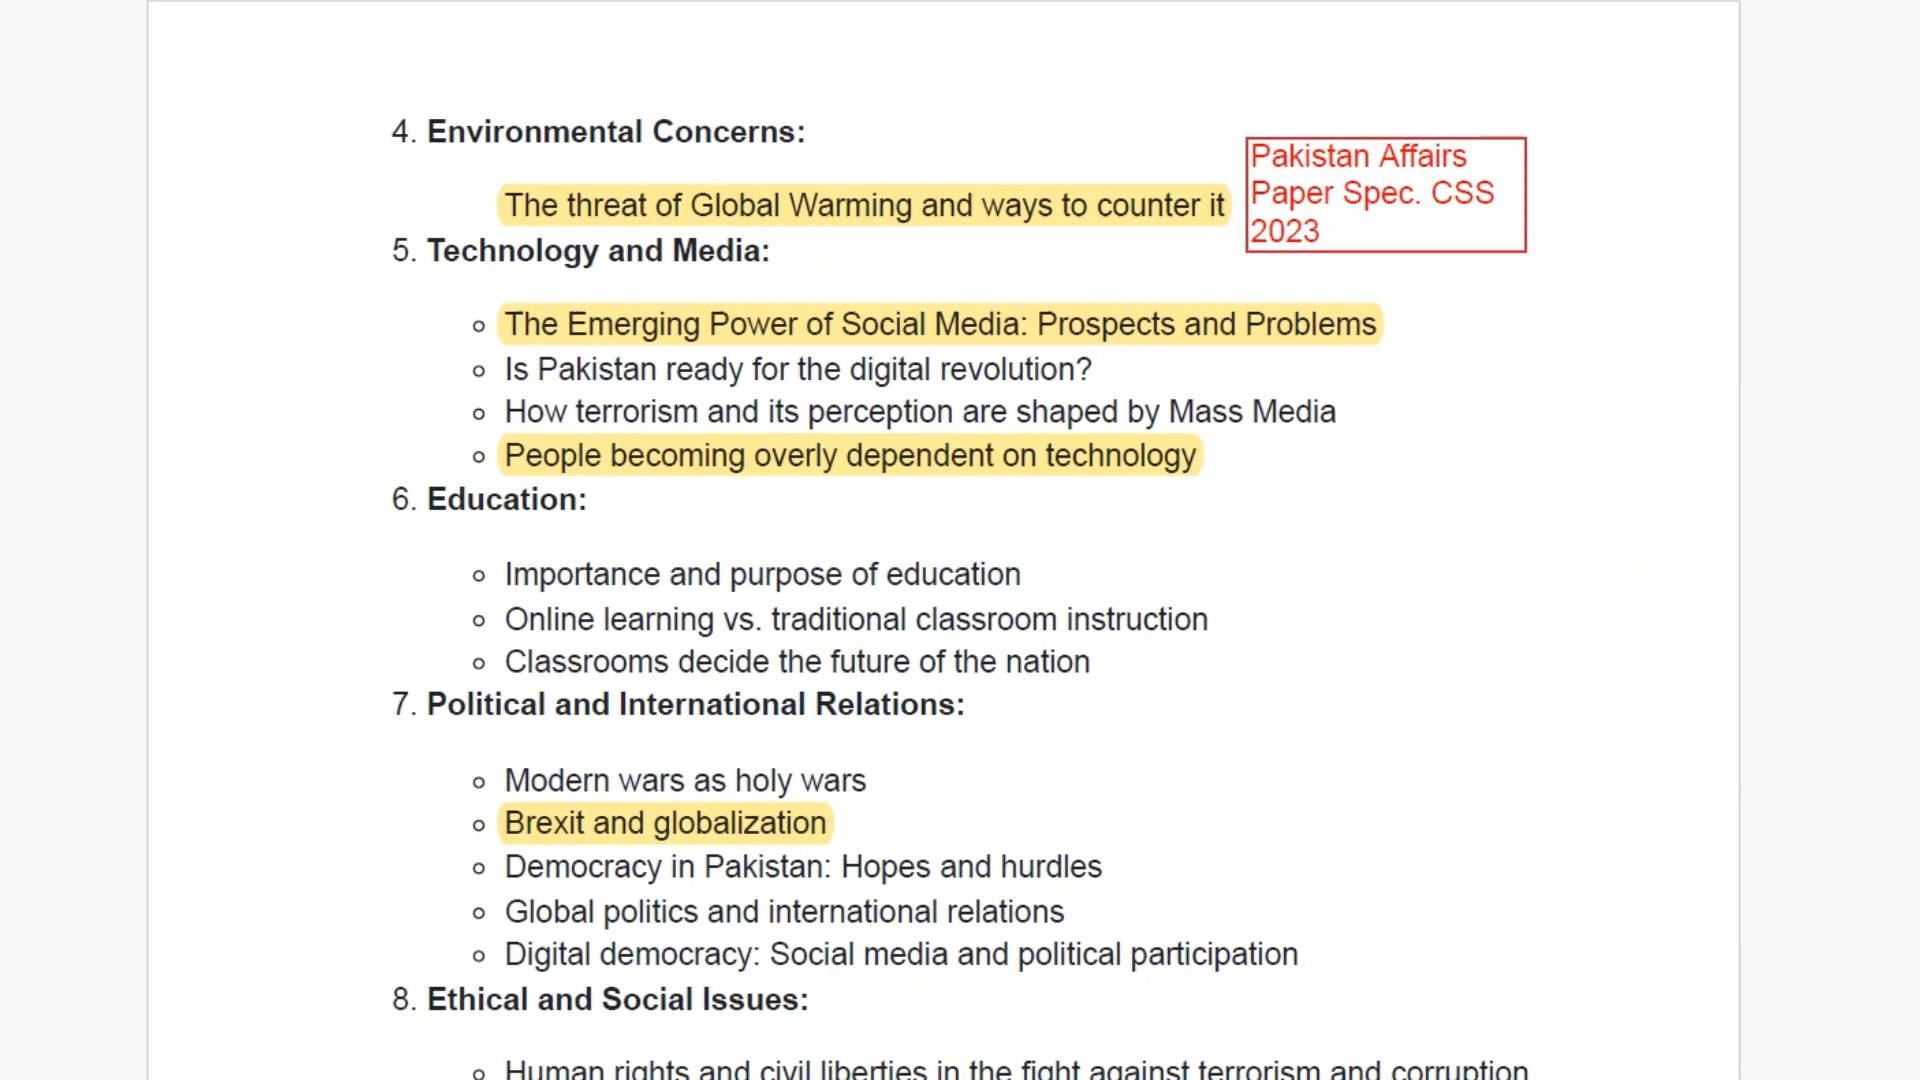 4. Environmental Concerns:
The threat of Global Warming and ways to counter it
Pakistan Affairs
Paper Spec. CSS
2023
5. Technology and Media:
The Emerging Power of Social Media: Prospects and Problems
Is Pakistan ready for the digital revolution?
How terrorism and its perception are shaped by Mass Media
People becoming overly dependent on technology
6. Education:
Importance and purpose of education
Online learning vs. traditional classroom instruction
Classrooms decide the future of the nation
7. Political and International Relations:
Modern wars as holy wars
Brexit and globalization
Democracy in Pakistan: Hopes and hurdles
Global politics and international relations
Digital democracy: Social media and political participation
8. Ethical and Social Issues:
Human rights and civil liberties in the fight against terrorism and corruption